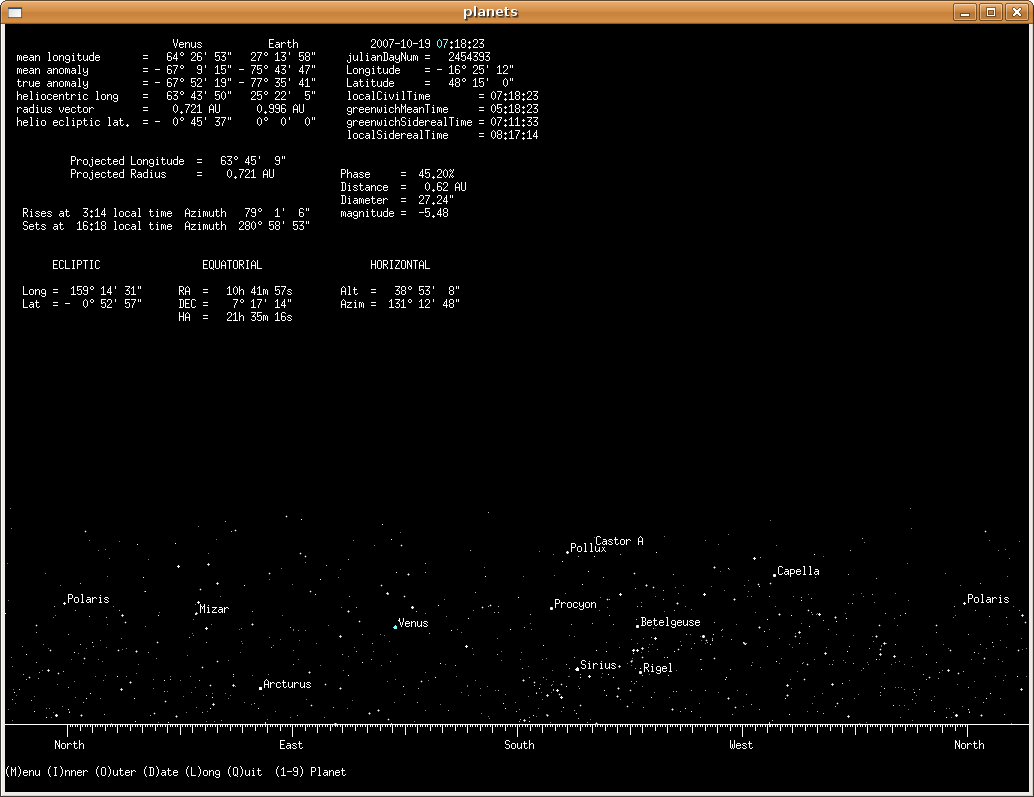 planets
Venus Earth 2007-10-19 07:18:23
mean longitude = 64° 26' 53" 27° 13' 58" julianDayNum = 2454393
mean anomaly = - 67° 9' 15" - 75° 43' 47" Longitude = - 16° 25' 12"
true anomaly = - 67° 52' 19" - 77° 35' 41" Latitude = 48° 15' 0"
heliocentric long = 63° 43' 50" 25° 22' 5" localCivilTime = 07:18:23
radius vector = 0.721 AU 0.996 AU greenwichMeanTime = 05:18:23
helio ecliptic lat. = - 0° 45' 37" 0° 0' 0" greenwichSiderealTime = 07:11:33
localSiderealTime = 08:17:14
Projected Longitude = 63° 45' 9"
Projected Radius = 0.721 AU Phase = 45.20%
Distance = 0.62 AU
Diameter = 27.24"
Rises at 3:14 local time Azimuth 79° 1' 6" magnitude = -5.48
Sets at 16:18 local time Azimuth 280° 58' 53"
ECLIPTIC EQUATORIAL HORIZONTAL
Long = 159° 14' 31" RA = 10h 41m 57s Alt = 38° 53' 8"
Lat = - 0° 52' 57" DEC = 7° 17' 14" Azim = 131° 12' 48"
HA = 21h 35m 16s
Castor A
Pollux
Capella
Polaris Mizar Procyon Polaris
Venus Betelgeuse
Sirius Rigel
Arcturus
North East South West North
(M)enu (I)nner (O)uter (D)ate (L)ong (Q)uit (1-9) Planet